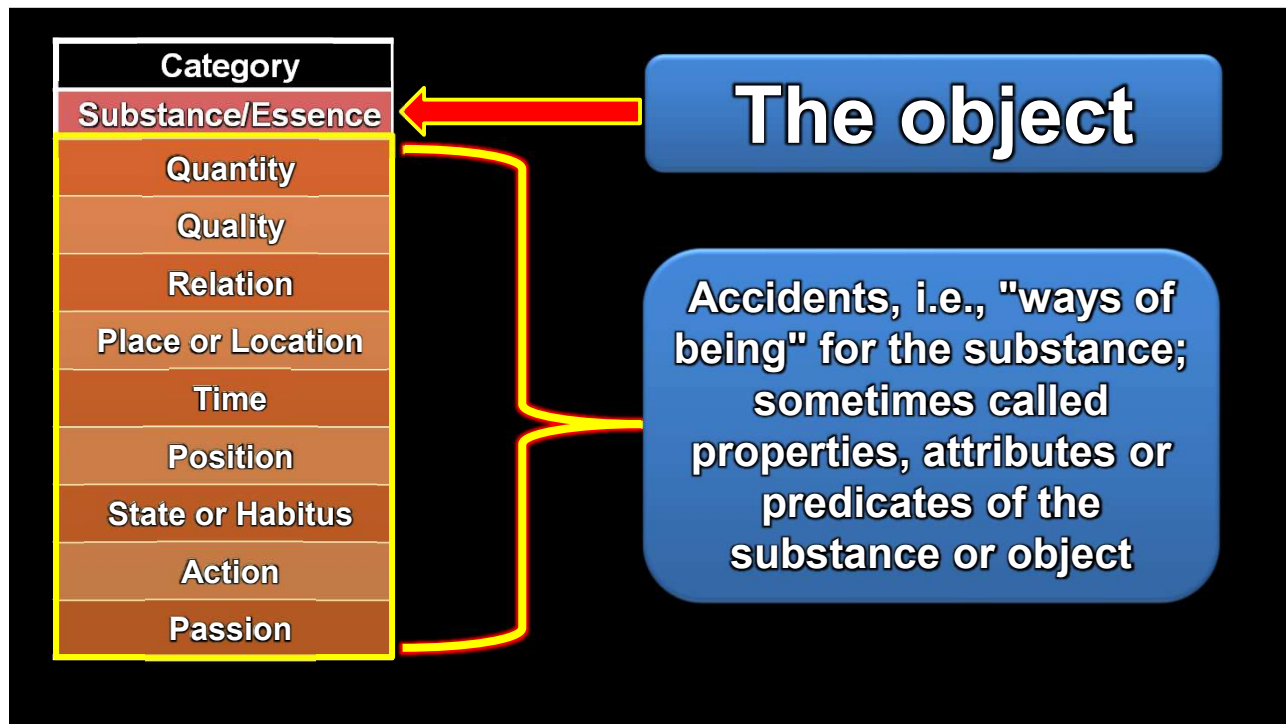 Category
Substance/Essence
Quantity
Quality
Relation
Place or Location
Time
Position
State or Habitus
Action
Passion
The object
Accidents, i.e., "ways of
being" for the substance;
sometimes called
properties, attributes or
predicates of the
substance or object